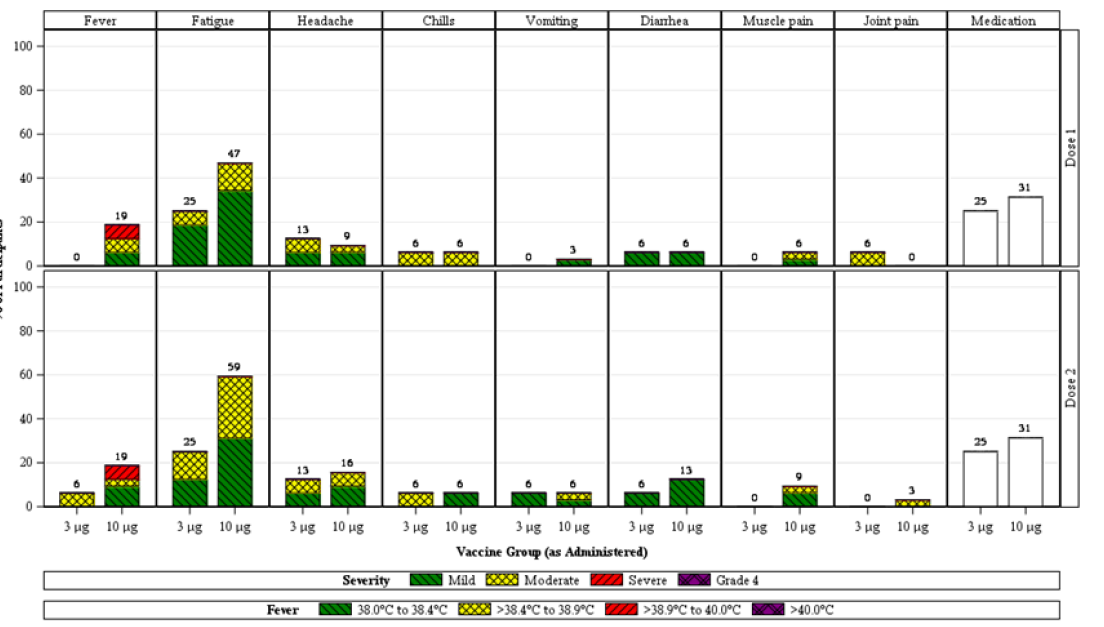 Fever Fatigue Headache Chills Vomiting Diarrhea Muscle pain Joint pain Medication
100
80
60
40
20
0
0 19 25 47 13 9 6 6 0 3 6 6 0 6 6 0 25 31
Dose 1
100
80
60
40
20
0
6 19 25 59 13 16 6 6 6 6 6 13 0 9 0 3 25 31
Dose 2
3 µg 10 µg 3 µg 10 µg 3 µg 10 µg 3 µg 10 µg 3 µg 10 µg 3 µg 10 µg 3 µg 10 µg 3 µg 10 µg 3 µg 10 µg
Vaccine Group (as Administered)
Severity Mild Moderate Severe Grade 4
Fever 38.0°C to 38.4°C >38.4°C to 38.9°C >38.9°C to 40.0°C >40.0°C